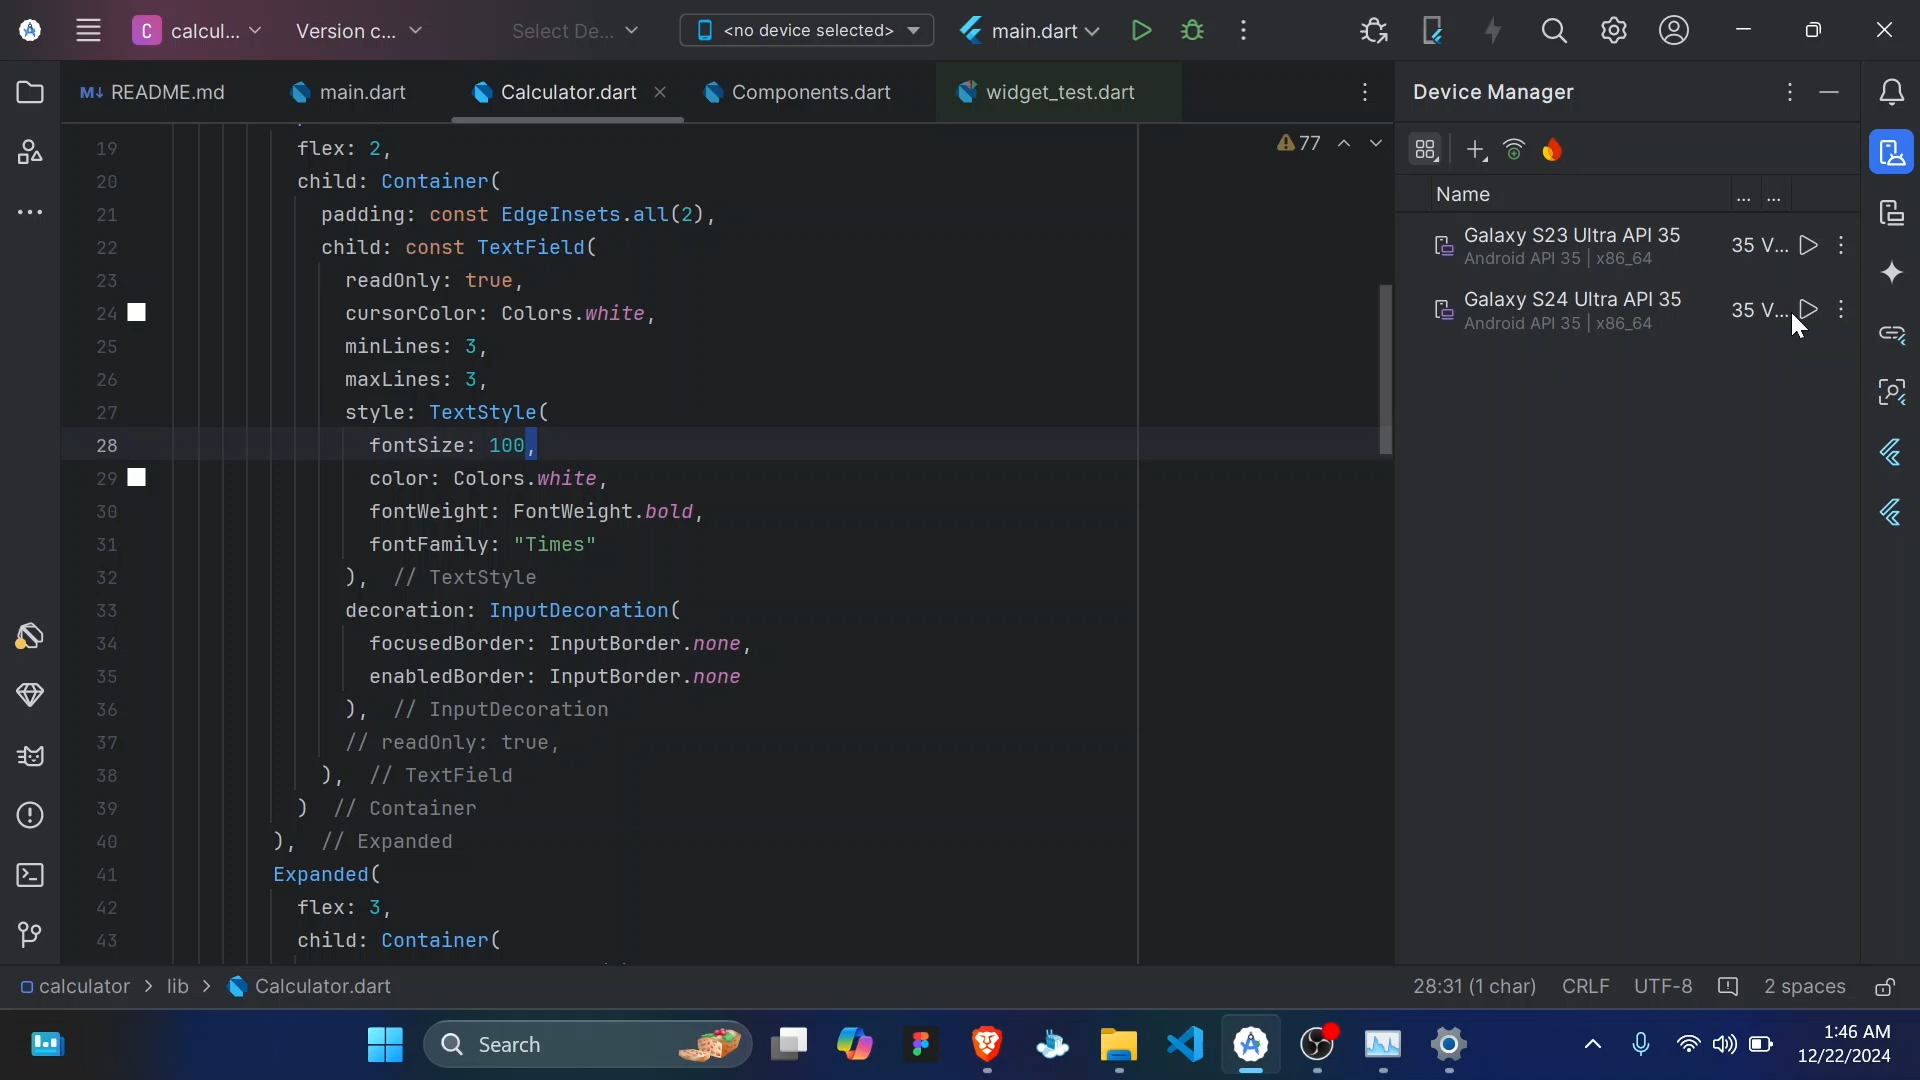 C calcul...
Version c...
Select De...
<no device selected>
main.dart
M↓ README.md
main.dart
Calculator.dart
Components.dart
widget_test.dart
Device Manager
77
19 flex: 2,
20 child: Container(
21 padding: const EdgeInsets.all(2),
22 child: const TextField(
23 readOnly: true,
24 cursorColor: Colors.white,
25 minLines: 3,
26 maxLines: 3,
27 style: TextStyle(
28 fontSize: 100,
29 color: Colors.white,
30 fontWeight: FontWeight.bold,
31 fontFamily: "Times"
32 ), // TextStyle
33 decoration: InputDecoration(
34 focusedBorder: InputBorder.none,
35 enabledBorder: InputBorder.none
36 ), // InputDecoration
37 // readOnly: true,
38 ), // TextField
39 ) // Container
40 ), // Expanded
41 Expanded(
42 flex: 3,
43 child: Container(
Name ... ...
Galaxy S23 Ultra API 35 35 V...
Android API 35 | x86_64
Galaxy S24 Ultra API 35 35 V...
Android API 35 | x86_64
calculator > lib > Calculator.dart
28:31 (1 char) CRLF UTF-8 2 spaces
Search
1:46 AM
12/22/2024